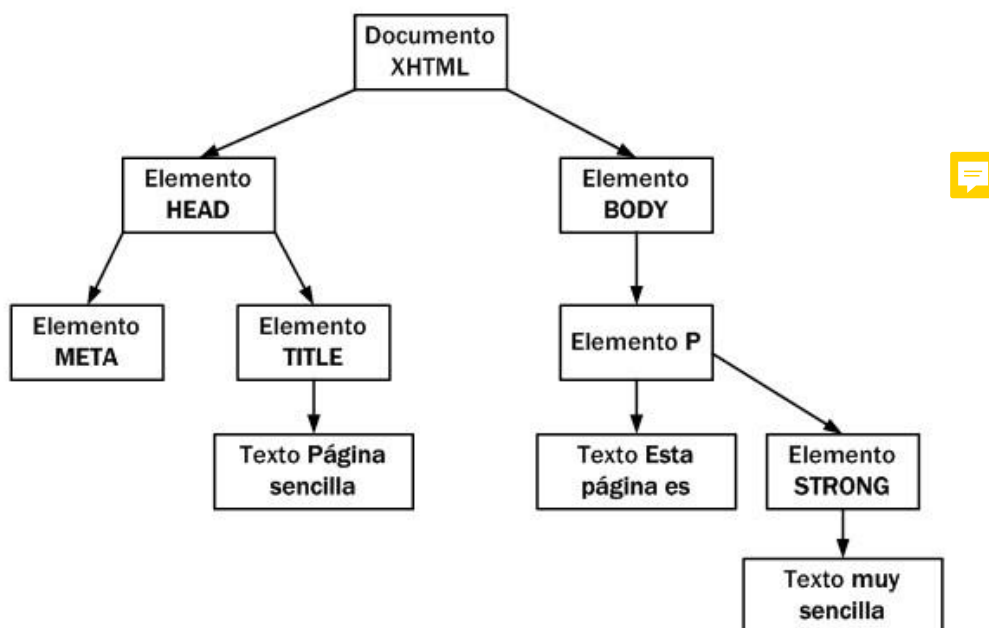 Documento
XHTML
Elemento
HEAD
Elemento
BODY
Elemento
META
Elemento
TITLE
Elemento P
Texto Página
sencilla
Texto Esta
página es
Elemento
STRONG
Texto muy
sencilla